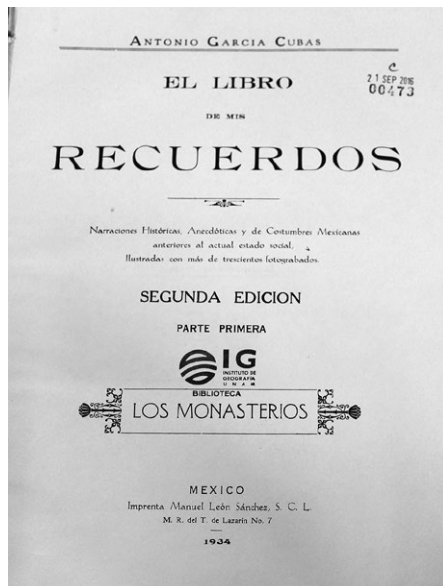 ANTONIO GARCIA CUBAS
C
21 SEP 2016
00473
EL LIBRO
DE MIS
RECUERDOS
Narraciones Históricas, Anecdóticas y de Costumbres Mexicanas
anteriores al actual estado social,
Ilustradas con más de trescientos fotograbados.
SEGUNDA EDICION
PARTE PRIMERA
IG
INSTITUTO DE
GEOGRAFÍA
UNAM
BIBLIOTECA
LOS MONASTERIOS
MEXICO
Imprenta Manuel León Sánchez, S. C. L.
M. R. del T. de Lazarín No. 7
1934